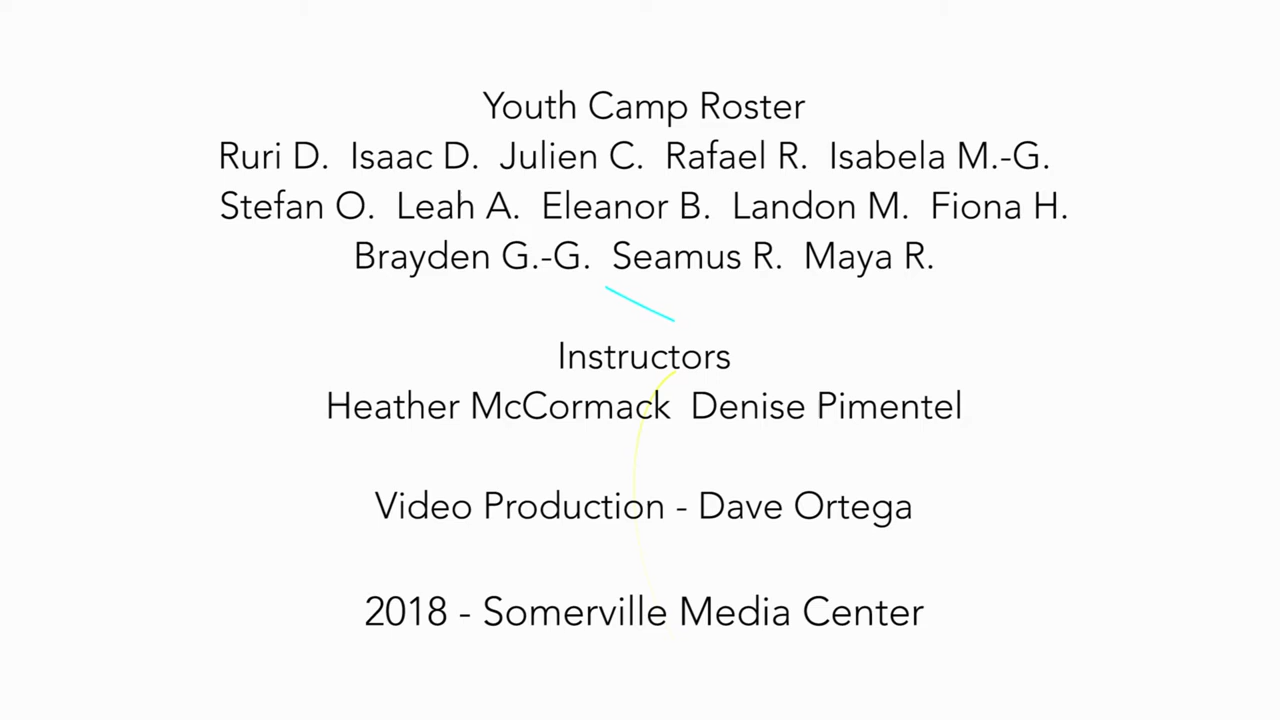 Youth Camp Roster
Ruri D. Isaac D. Julien C. Rafael R. Isabela M.-G.
Stefan O. Leah A. Eleanor B. Landon M. Fiona H.
Brayden G.-G. Seamus R. Maya R.
Instructors
Heather McCormack Denise Pimentel
Video Production - Dave Ortega
2018 - Somerville Media Center